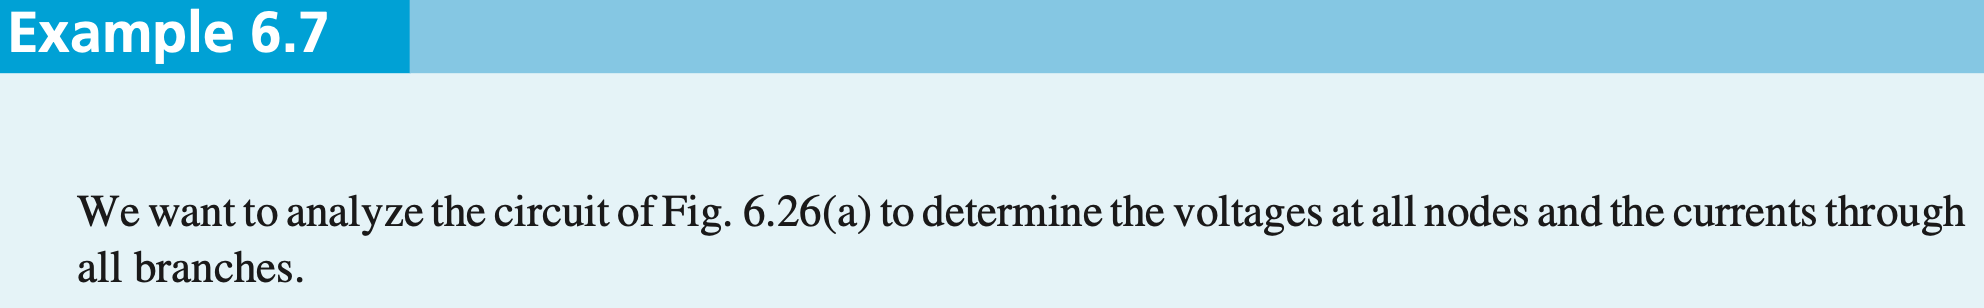 Example 6.7
We want to analyze the circuit of Fig. 6.26(a) to determine the voltages at all nodes and the currents through
all branches.